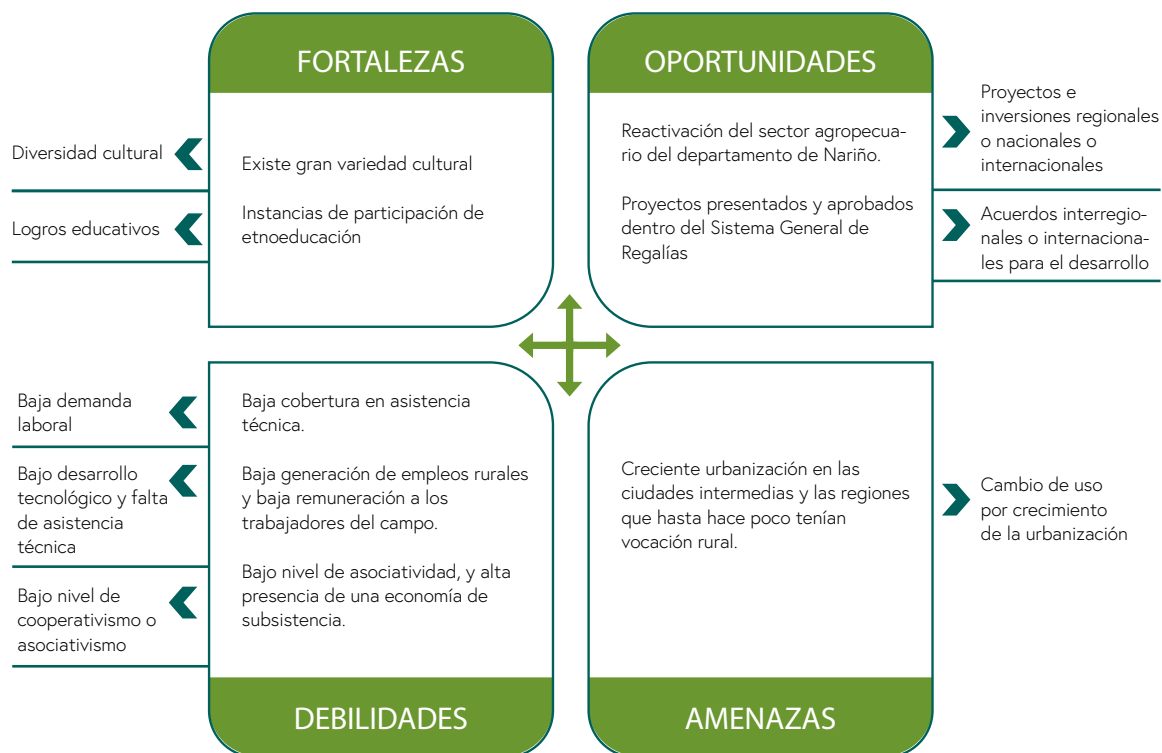 FORTALEZAS
Diversidad cultural
Logros educativos
Existe gran variedad cultural
Instancias de participación de
etnoeducación
OPORTUNIDADES
Reactivación del sector agropecua-
rio del departamento de Nariño.
Proyectos presentados y aprobados
dentro del Sistema General de
Regalías
Proyectos e
inversiones regionales
o nacionales o
internacionales
Acuerdos interregio-
nales o internaciona-
les para el desarrollo
Baja demanda
laboral
Bajo desarrollo
tecnológico y falta
de asistencia
técnica
Bajo nivel de
cooperativismo o
asociativismo
Baja cobertura en asistencia
técnica.
Baja generación de empleos rurales
y baja remuneración a los
trabajadores del campo.
Bajo nivel de asociatividad, y alta
presencia de una economía de
subsistencia.
DEBILIDADES
Creciente urbanización en las
ciudades intermedias y las regiones
que hasta hace poco tenían
vocación rural.
Cambio de uso
por crecimiento
de la urbanización
AMENAZAS